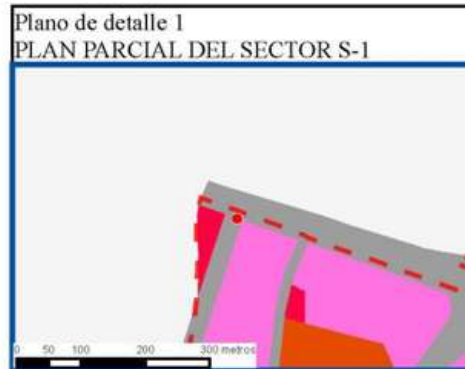 Plano de detalle 1
PLAN PARCIAL DEL SECTOR S-1
0 50 100 200 300 metros